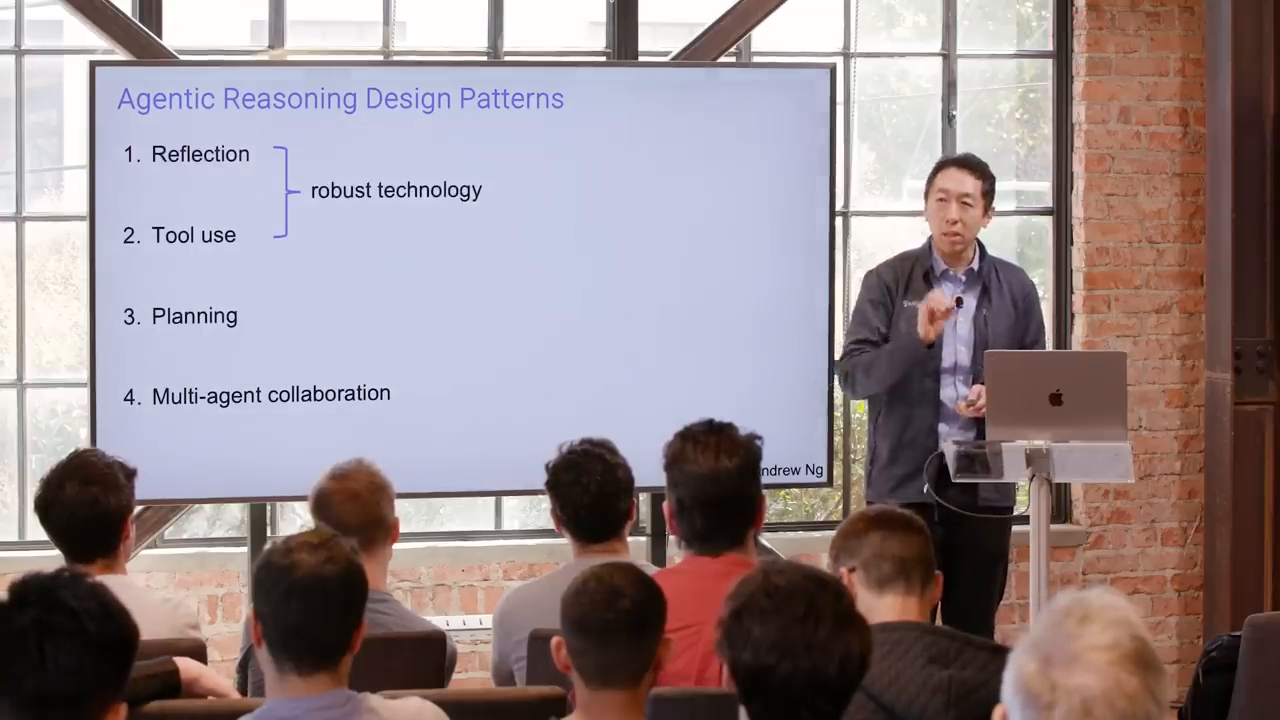 Agentic Reasoning Design Patterns
1. Reflection
robust technology
2. Tool use
3. Planning
4. Multi-agent collaboration
ndrew Ng